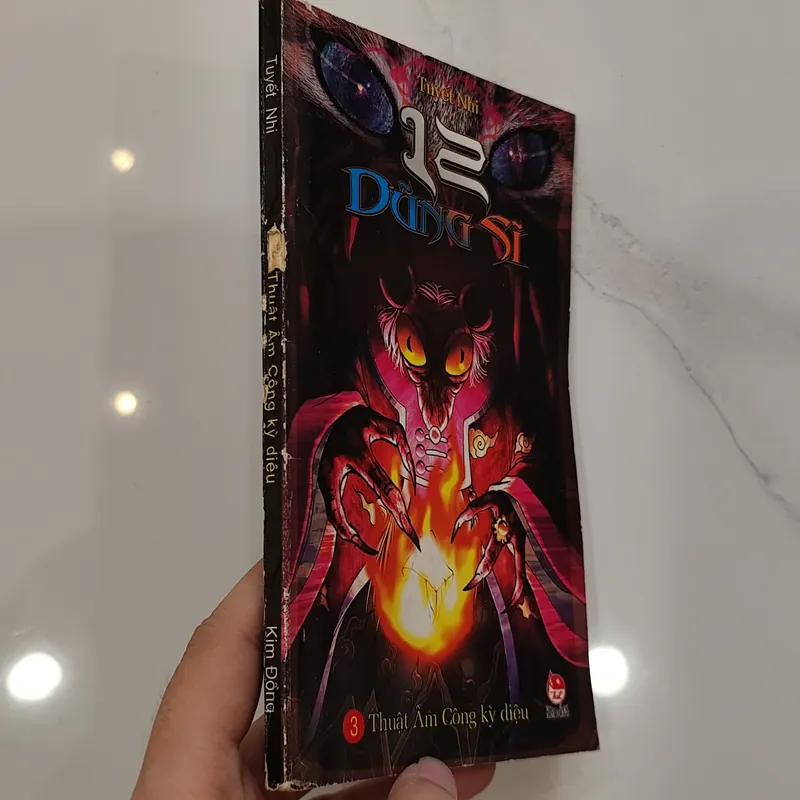 Tuyết Nhi
12
DŨNG SĨ
3 Thuật Âm Công kỳ diệu
Tuyết Nhi
Thuật Âm Công kỳ diệu
Kim Đồng